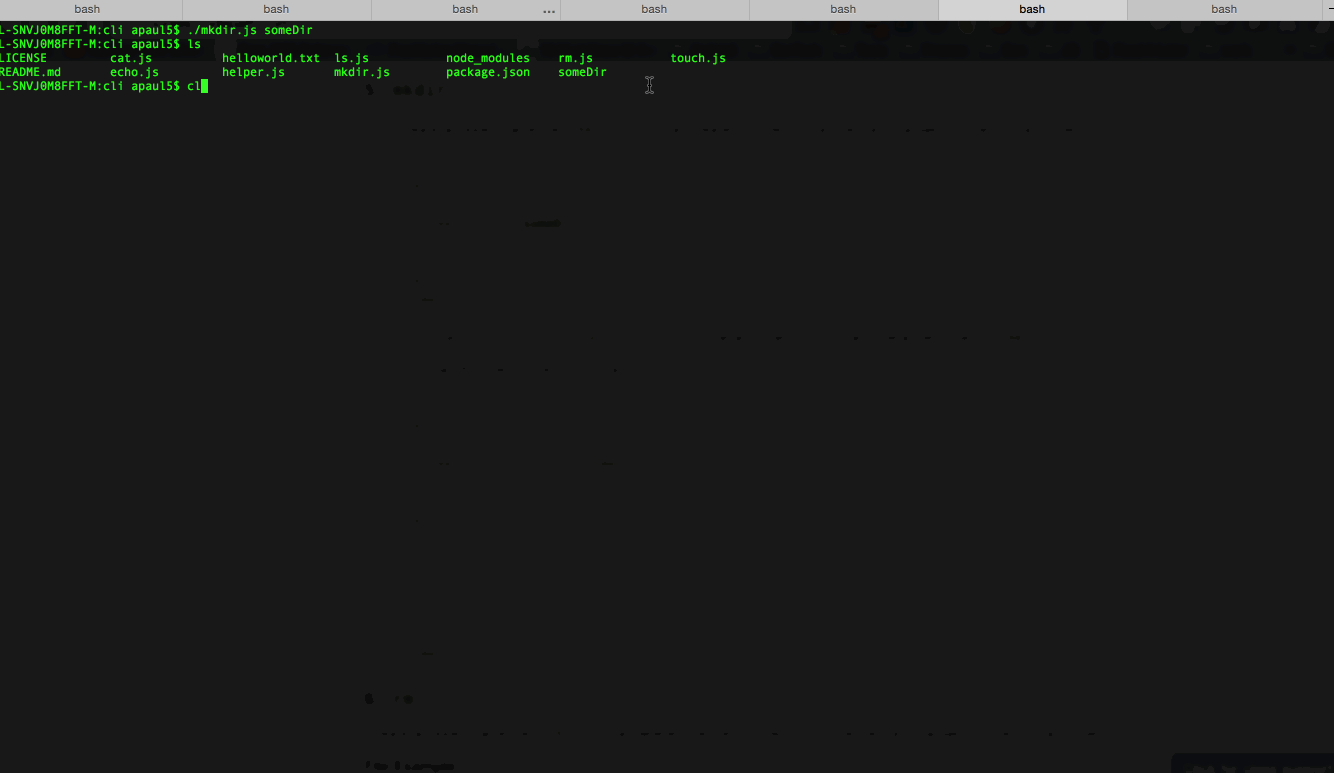 bash bash bash ... bash bash bash bash
L-SNVJ0M8FFT-M:cli apaul5$ ./mkdir.js someDir
L-SNVJ0M8FFT-M:cli apaul5$ ls
LICENSE cat.js helloworld.txt ls.js node_modules rm.js touch.js
README.md echo.js helper.js mkdir.js package.json someDir
L-SNVJ0M8FFT-M:cli apaul5$ cl